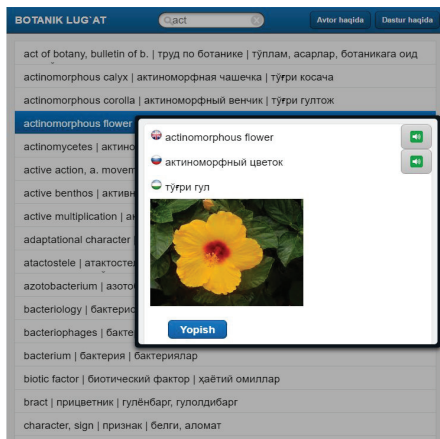 BOTANIK LUG`AT
act
Avtor haqida
Dastur haqida
act of botany, bulletin of b. | труд по ботанике | тўплам, асарлар, ботаникага оид
actinomorphous calyx | актиноморфная чашечка | тўғри косача
actinomorphous corolla | актиноморфный венчик | тўғри гултож
actinomorphous flower
actinomycetes | актино
active action, a. movem
active benthos | активн
active multiplication | ак
adaptational character |
atactostele | атактостел
azotobacterium | азото
bacteriology | бактерио
bacteriophages | бакте
bacterium | бактерия | бактериялар
biotic factor | биотический фактор | ҳаётий омиллар
bract | прицветник | гулёнбарг, гулолдибарг
character, sign | признак | белги, аломат
actinomorphous flower
актиноморфный цветок
тўғри гул
Yopish